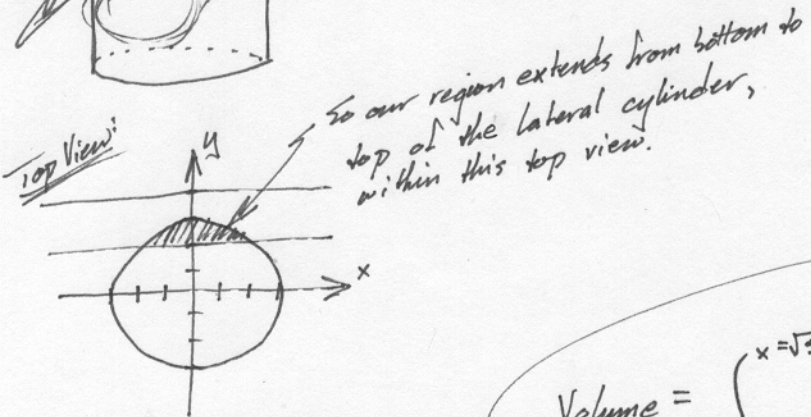 So our region extends from bottom to
top of the lateral cylinder,
within this top view.
Top View:
y
x
x = √
Volume =